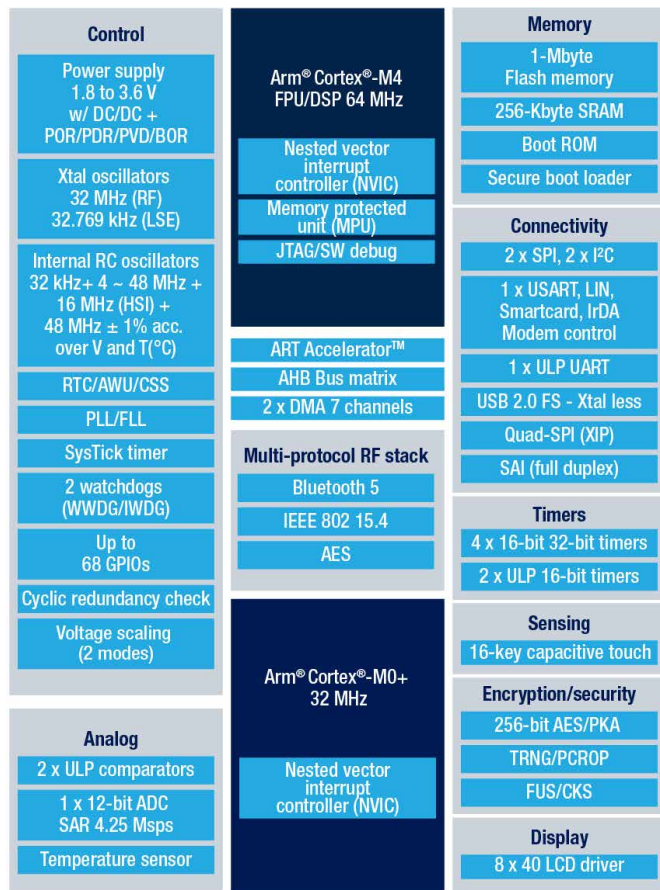 Control
Power supply
1.8 to 3.6 V
w/ DC/DC +
POR/PDR/PVD/BOR
Xtal oscillators
32 MHz (RF)
32.769 kHz (LSE)
Internal RC oscillators
32 kHz+ 4 ~ 48 MHz +
16 MHz (HSI) +
48 MHz ± 1% acc.
over V and T(°C)
RTC/AWU/CSS
PLL/FLL
SysTick timer
2 watchdogs
(WWDG/IWDG)
Up to
68 GPIOs
Cyclic redundancy check
Voltage scaling
(2 modes)
Analog
2 x ULP comparators
1 x 12-bit ADC
SAR 4.25 Msps
Temperature sensor
Arm® Cortex®-M4
FPU/DSP 64 MHz
Nested vector
interrupt
controller (NVIC)
Memory protected
unit (MPU)
JTAG/SW debug
ART Accelerator™
AHB Bus matrix
2 x DMA 7 channels
Multi-protocol RF stack
Bluetooth 5
IEEE 802 15.4
AES
Arm® Cortex®-M0+
32 MHz
Nested vector
interrupt
controller (NVIC)
Memory
1-Mbyte
Flash memory
256-Kbyte SRAM
Boot ROM
Secure boot loader
Connectivity
2 x SPI, 2 x I²C
1 x USART, LIN,
Smartcard, IrDA
Modem control
1 x ULP UART
USB 2.0 FS - Xtal less
Quad-SPI (XIP)
SAI (full duplex)
Timers
4 x 16-bit 32-bit timers
2 x ULP 16-bit timers
Sensing
16-key capacitive touch
Encryption/security
256-bit AES/PKA
TRNG/PCROP
FUS/CKS
Display
8 x 40 LCD driver